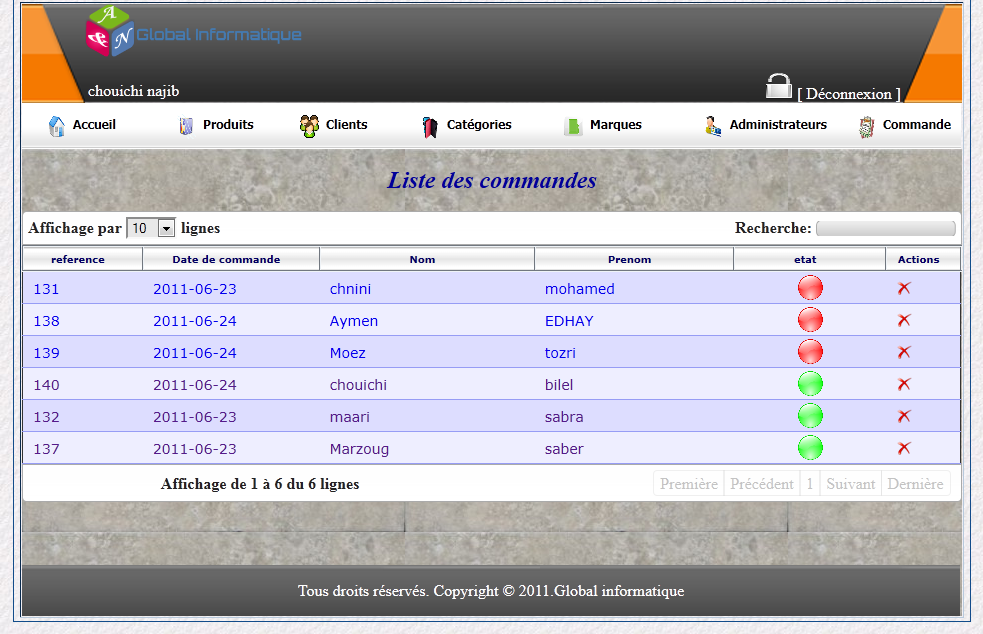 A & N Global Informatique
chouichi najib [ Déconnexion ]
Accueil Produits Clients Catégories Marques Administrateurs Commande
Liste des commandes
Affichage par 10 lignes Recherche:
reference Date de commande Nom Prenom etat Actions
131 2011-06-23 chnini mohamed
138 2011-06-24 Aymen EDHAY
139 2011-06-24 Moez tozri
140 2011-06-24 chouichi bilel
132 2011-06-23 maari sabra
137 2011-06-23 Marzoug saber
Affichage de 1 à 6 du 6 lignes Première Précédent 1 Suivant Dernière
Tous droits réservés. Copyright © 2011.Global informatique